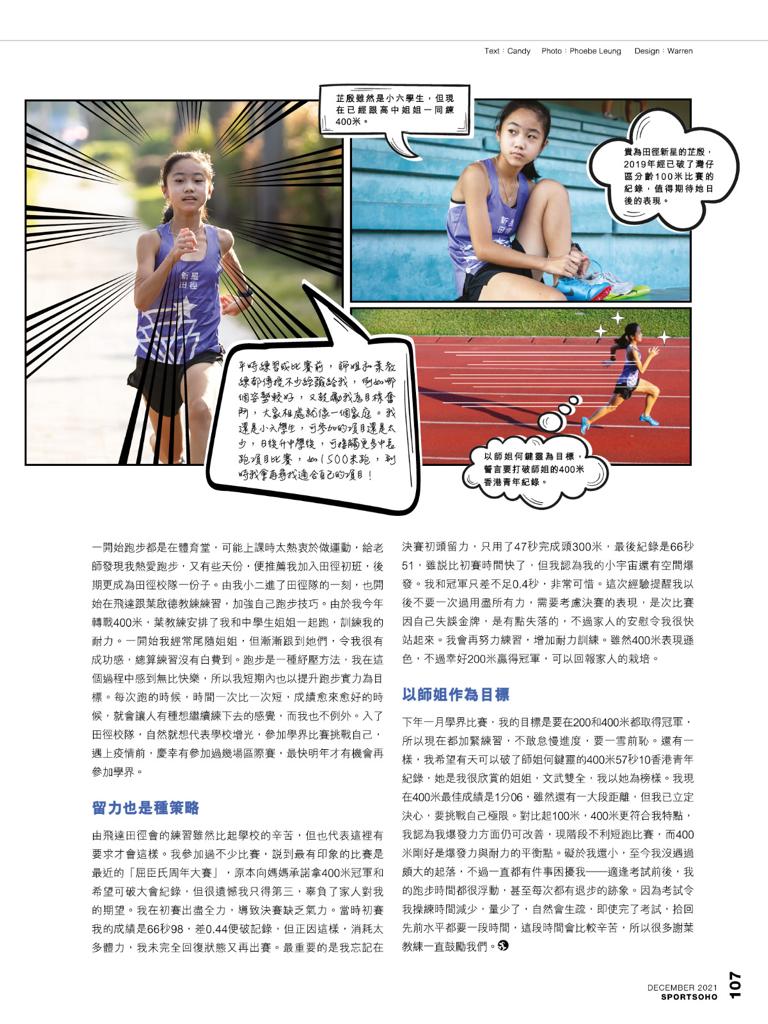 Text：Candy　Photo：Phoebe Leung　Design：Warren
芷殷雖然是小六學生，但現
在已經跟高中姐姐一同練
400米。
貴為田徑新星的芷殷，
2019年經已破了灣仔
區分齡100米比賽的
紀錄，值得期待她日
後的表現。
新星
田徑
新星
田徑
平時練習或比賽前，師姐和葉教
練都傳授不少經驗給我，例如哪
個姿勢較好，又鼓勵我為目標奮
鬥，大家相處就像一個家庭。我
還是小六學生，可參加的項目還是太
少，日後升中學後，可接觸更多中長
跑項目比賽，如1500米跑，到
時我會再尋找適合自己的項目！
以師姐何鍵靈為目標，
誓言要打破師姐的400米
香港青年紀錄。
一開始跑步都是在體育堂，可能上課時太熱衷於做運動，給老
師發現我熱愛跑步，又有些天份，便推薦我加入田徑初班，後
期更成為田徑校隊一份子。由我小二進了田徑隊的一刻，也開
始在飛達跟葉啟德教練練習，加強自己跑步技巧。由於我今年
轉戰400米，葉教練安排了我和中學生姐姐一起跑，訓練我的
耐力。一開始我經常尾隨姐姐，但漸漸跟到她們，令我很有
成功感，總算練習沒有白費到。跑步是一種紓壓方法，我在這
個過程中感到無比快樂，所以我短期內也以提升跑步實力為目
標。每次跑的時候，時間一次比一次短，成績愈來愈好的時
候，就會讓人有種想繼續練下去的感覺，而我也不例外。入了
田徑校隊，自然就想代表學校增光，參加學界比賽挑戰自己，
遇上疫情前，慶幸有參加過幾場區際賽，最快明年才有機會再
參加學界。
留力也是種策略
由飛達田徑會的練習雖然比起學校的辛苦，但也代表這裡有
要求才會這樣。我參加過不少比賽，説到最有印象的比賽是
最近的「屈臣氏周年大賽」，原本向媽媽承諾拿400米冠軍和
希望可破大會紀錄，但很遺憾我只得第三，辜負了家人對我
的期望。我在初賽出盡全力，導致決賽缺乏氣力。當時初賽
我的成績是66秒98，差0.44便破記錄，但正因這樣，消耗太
多體力，我未完全回復狀態又再出賽。最重要的是我忘記在
決賽初頭留力，只用了47秒完成頭300米，最後紀錄是66秒
51，雖説比初賽時間快了，但我認為我的小宇宙還有空間爆
發。我和冠軍只差不足0.4秒，非常可惜。這次經驗提醒我以
後不要一次過用盡所有力，需要考慮決賽的表現，是次比賽
因自己失誤金牌，是有點失落的，不過家人的安慰令我很快
站起來。我會再努力練習，增加耐力訓練。雖然400米表現遜
色，不過幸好200米贏得冠軍，可以回報家人的栽培。
以師姐作為目標
下年一月學界比賽，我的目標是要在200和400米都取得冠軍，
所以現在都加緊練習，不敢怠慢進度，要一雪前恥。還有一
樣，我希望有天可以破了師姐何鍵靈的400米57秒10香港青年
紀錄，她是我很欣賞的姐姐，文武雙全，我以她為榜樣。我現
在400米最佳成績是1分06，雖然還有一大段距離，但我已立定
決心，要挑戰自己極限。對比起100米，400米更符合我特點，
我認為我爆發力方面仍可改善，現階段不利短跑比賽，而400
米剛好是爆發力與耐力的平衡點。礙於我還小，至今我沒遇過
頗大的起落，不過一直都有件事困擾我——適逢考試前後，我
的跑步時間都很浮動，甚至每次都有退步的跡象。因為考試令
我操練時間減少，量少了，自然會生疏，即使完了考試，拾回
先前水平都要一段時間，這段時間會比較辛苦，所以很多謝葉
教練一直鼓勵我們。
DECEMBER 2021
SPORTSOHO
107